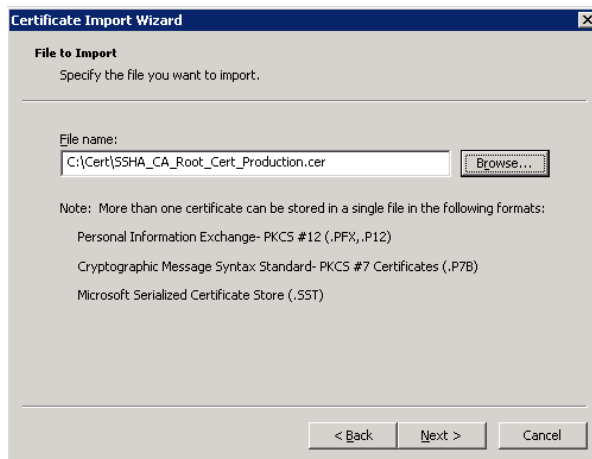 Certificate Import Wizard
File to Import
Specify the file you want to import.
File name:
C:\Cert\SSHA_CA_Root_Cert_Production.cer
Browse...
Note: More than one certificate can be stored in a single file in the following formats:
Personal Information Exchange- PKCS #12 (.PFX,.P12)
Cryptographic Message Syntax Standard- PKCS #7 Certificates (.P7B)
Microsoft Serialized Certificate Store (.SST)
< Back
Next >
Cancel